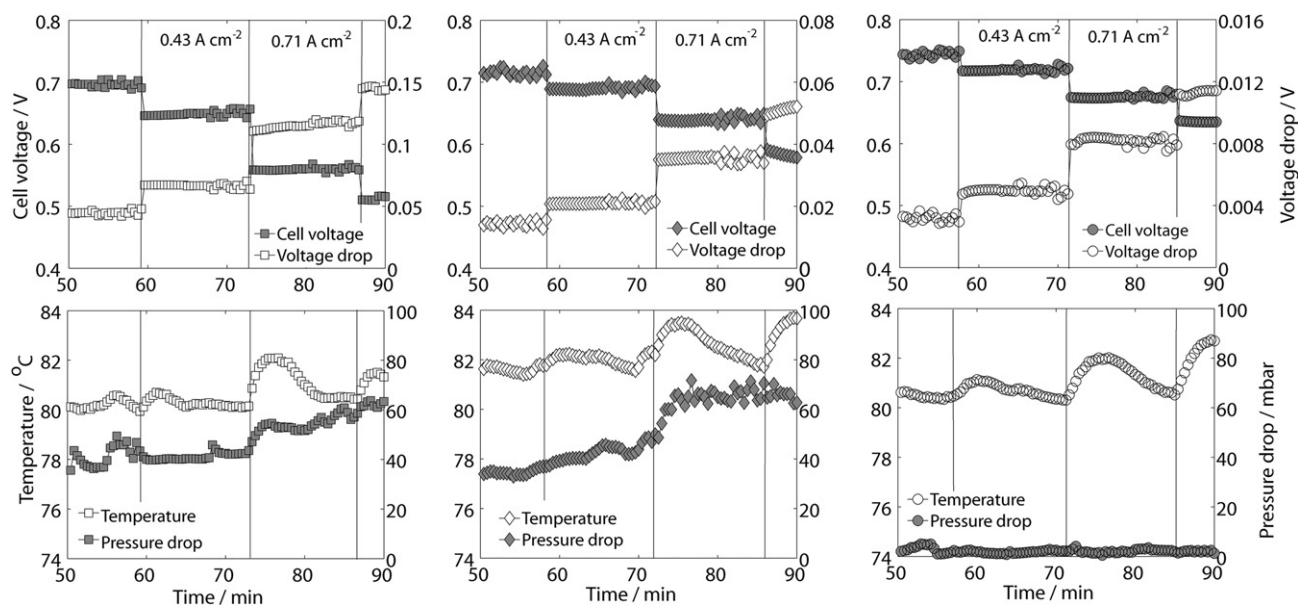 0.8 0.2 0.8 0.08 0.8 0.016
0.43 A cm-2 0.71 A cm-2 0.43 A cm-2 0.71 A cm-2 0.43 A cm-2 0.71 A cm-2
0.7 0.15 0.7 0.06 0.7 0.012
Cell voltage / V 0.6 0.1 0.6 0.04 0.6 0.008 Voltage drop / V
0.5 0.05 0.5 0.02 0.5 0.004
Cell voltage Cell voltage Cell voltage
Voltage drop Voltage drop Voltage drop
0.4 0 0.4 0 0.4 0
50 60 70 80 90 50 60 70 80 90 50 60 70 80 90
84 100 84 100 84 100
82 80 82 80 82 80
Temperature / °C 80 60 80 60 80 60 Pressure drop / mbar
78 40 78 40 78 40
76 20 76 20 76 20
Temperature Temperature Temperature
Pressure drop Pressure drop Pressure drop
74 0 74 0 74 0
50 60 70 80 90 50 60 70 80 90 50 60 70 80 90
Time / min Time / min Time / min